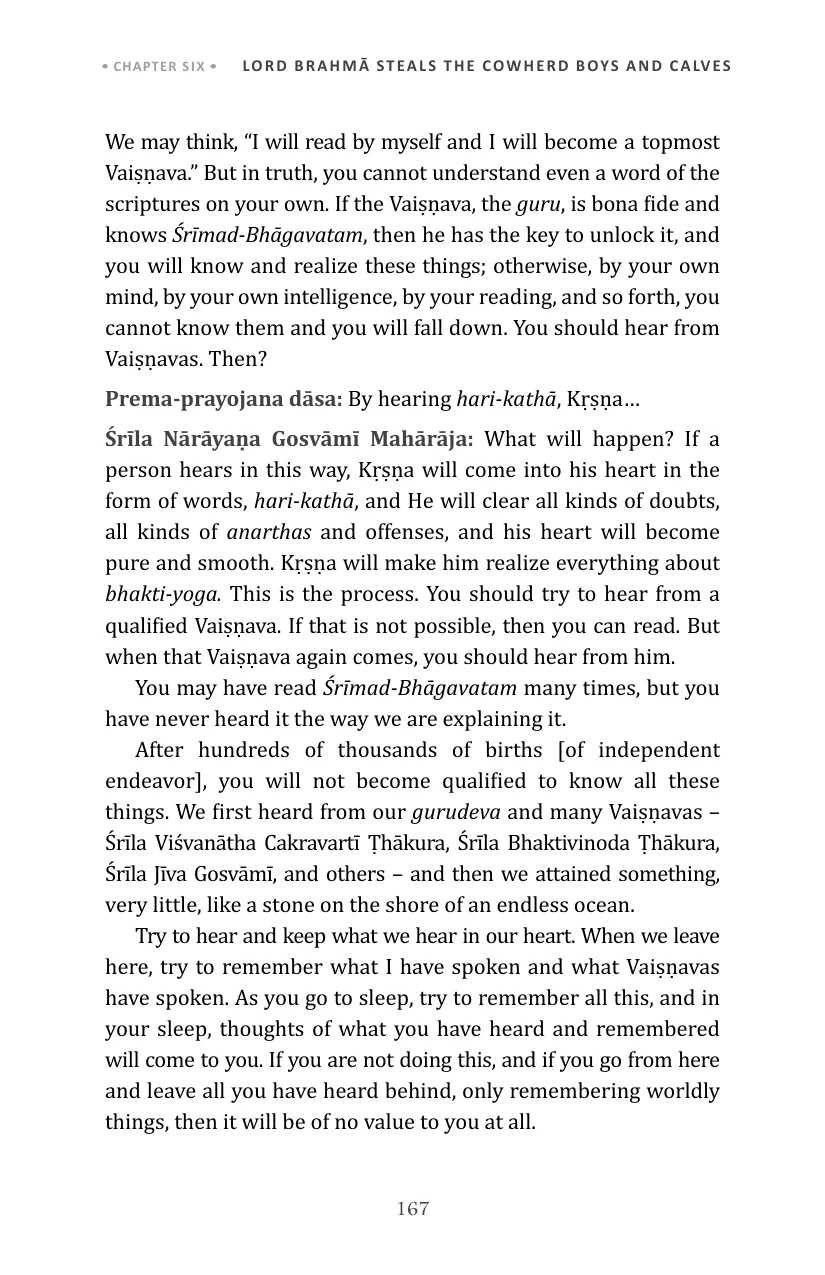 • CHAPTER SIX • LORD BRAHMĀ STEALS THE COWHERD BOYS AND CALVES
We may think, “I will read by myself and I will become a topmost
Vaiṣṇava.” But in truth, you cannot understand even a word of the
scriptures on your own. If the Vaiṣṇava, the guru, is bona fide and
knows Śrīmad-Bhāgavatam, then he has the key to unlock it, and
you will know and realize these things; otherwise, by your own
mind, by your own intelligence, by your reading, and so forth, you
cannot know them and you will fall down. You should hear from
Vaiṣṇavas. Then?
Prema-prayojana dāsa: By hearing hari-kathā, Kṛṣṇa…
Śrīla Nārāyaṇa Gosvāmī Mahārāja: What will happen? If a
person hears in this way, Kṛṣṇa will come into his heart in the
form of words, hari-kathā, and He will clear all kinds of doubts,
all kinds of anarthas and offenses, and his heart will become
pure and smooth. Kṛṣṇa will make him realize everything about
bhakti-yoga. This is the process. You should try to hear from a
qualified Vaiṣṇava. If that is not possible, then you can read. But
when that Vaiṣṇava again comes, you should hear from him.
You may have read Śrīmad-Bhāgavatam many times, but you
have never heard it the way we are explaining it.
After hundreds of thousands of births [of independent
endeavor], you will not become qualified to know all these
things. We first heard from our gurudeva and many Vaiṣṇavas –
Śrīla Viśvanātha Cakravartī Ṭhākura, Śrīla Bhaktivinoda Ṭhākura,
Śrīla Jīva Gosvāmī, and others – and then we attained something,
very little, like a stone on the shore of an endless ocean.
Try to hear and keep what we hear in our heart. When we leave
here, try to remember what I have spoken and what Vaiṣṇavas
have spoken. As you go to sleep, try to remember all this, and in
your sleep, thoughts of what you have heard and remembered
will come to you. If you are not doing this, and if you go from here
and leave all you have heard behind, only remembering worldly
things, then it will be of no value to you at all.
167